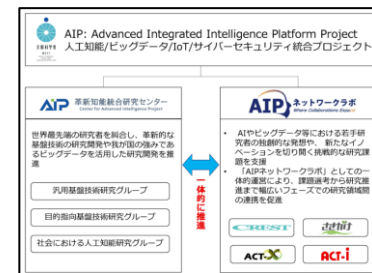 AIP: Advanced Integrated Intelligence Platform Project
人工知能/ビッグデータ/IoT/サイバーセキュリティ統合プロジェクト
AIP 革新知能統合研究センター
Center for Advanced Intelligence Project
世界最先端の研究者を糾合し、革新的な
基盤技術の研究開発や我が国の強みであ
るビッグデータを活用した研究開発を推
進
汎用基盤技術研究グループ
目的指向基盤技術研究グループ
社会における人工知能研究グループ
一体的に推進
AIP ネットワークラボ
Where Collaborations Expand
• AIやビッグデータ等における若手研
究者の独創的な発想や、新たなイノ
ベーションを切り開く挑戦的な研究課
題を支援
• 「AIPネットワークラボ」としての一
体的運営により、課題選考から研究推
進まで幅広いフェーズでの研究領域間
の連携を促進
CREST
さきがけ
ACT-X
ACT-i